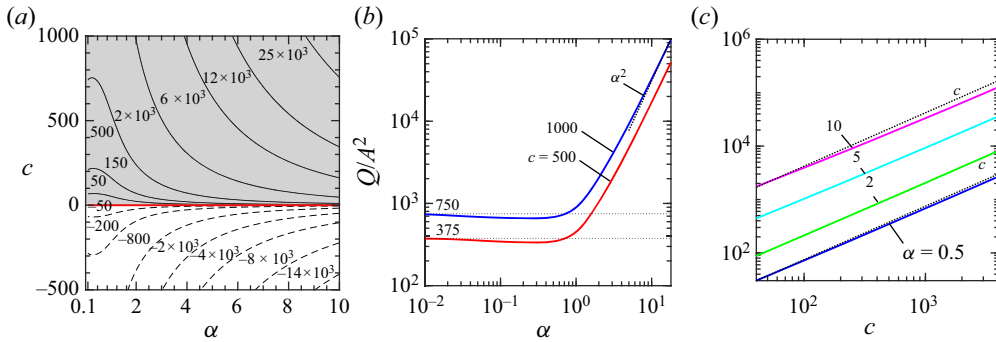 (a)
1000
500
0
−500
c
0.1
2
4
6
8
10
α
25 × 10³
12 × 10³
6 × 10³
2 × 10³
500
150
50
−50
−200
−800
−2 × 10³
−4 × 10³
−8 × 10³
−14 × 10³
(b)
10⁵
10⁴
10³
10²
Q/A²
10⁻²
10⁻¹
10⁰
10¹
α
α²
1000
c = 500
750
375
(c)
10⁶
10⁴
10²
10²
10³
c
c
10
5
2
c
α = 0.5